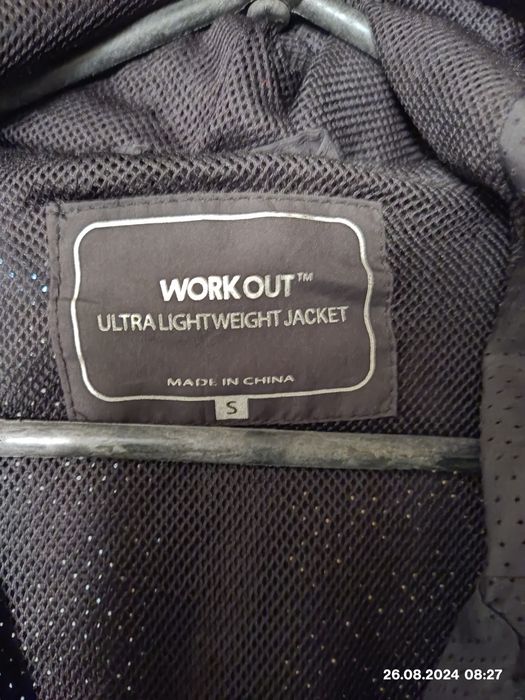 WORK OUT™
ULTRA LIGHTWEIGHT JACKET
MADE IN CHINA
S
26.08.2024 08:27